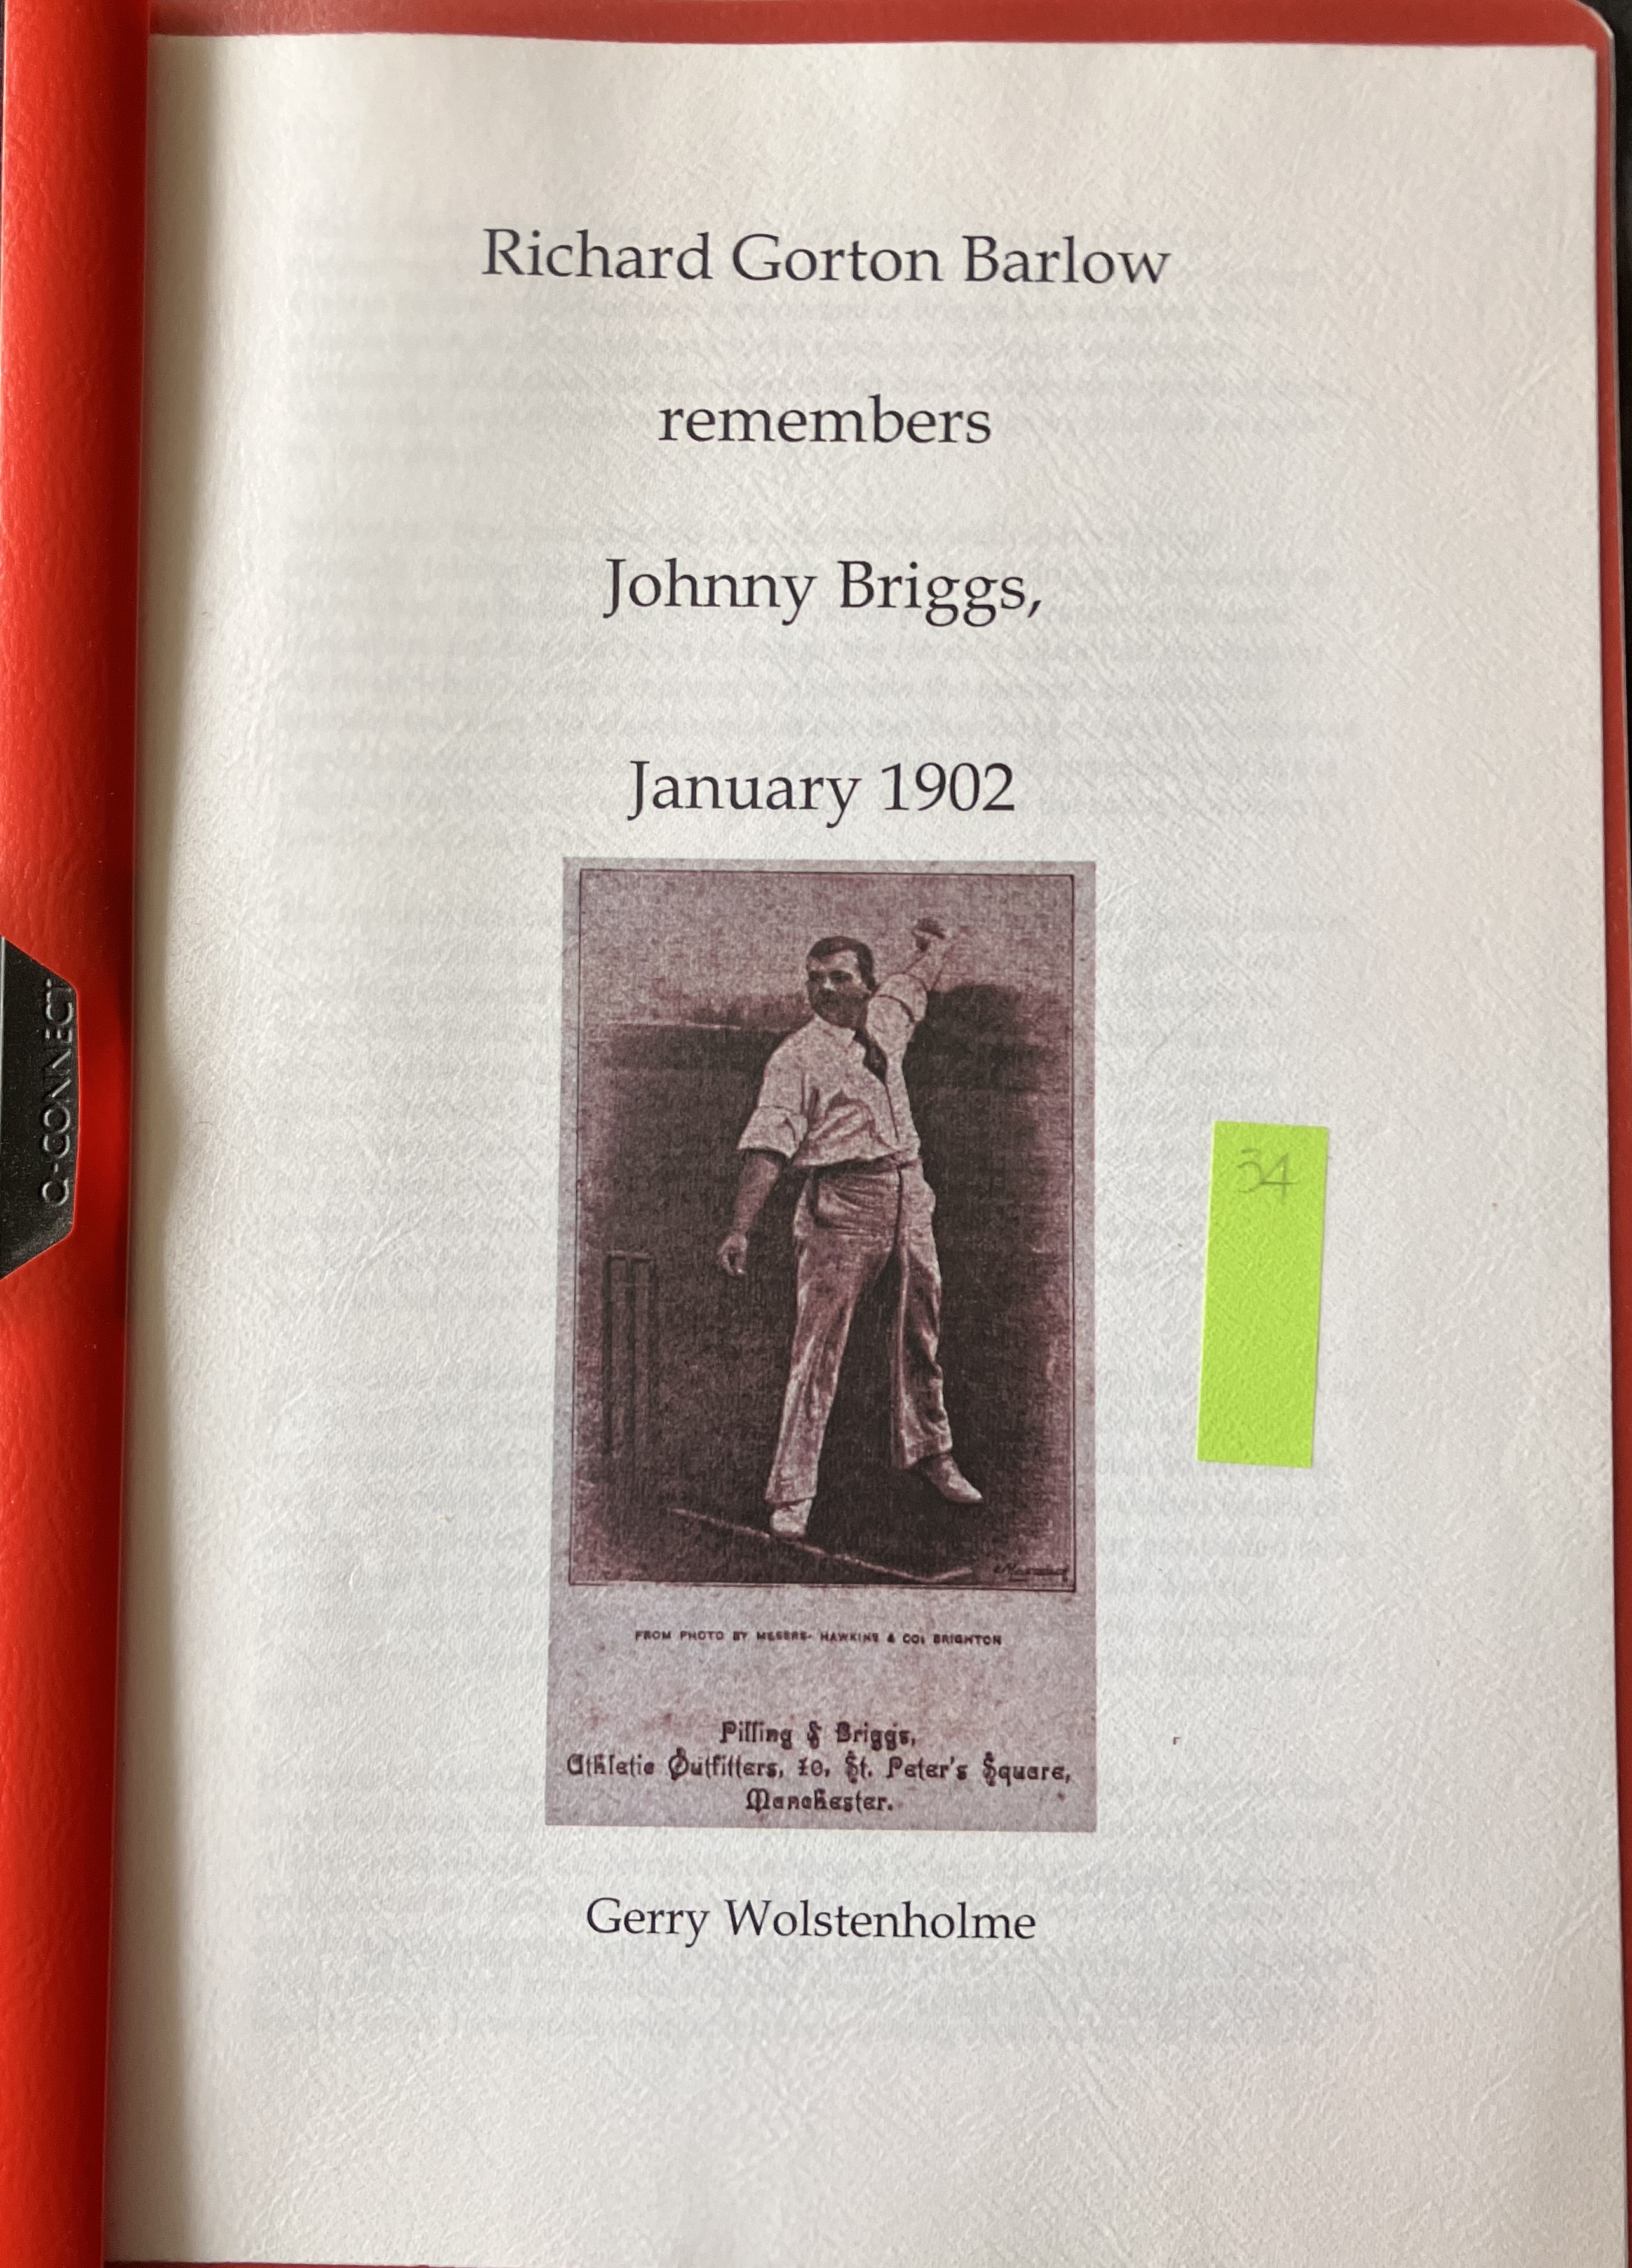 Richard Gorton Barlow
remembers
Johnny Briggs,
January 1902
Q-CONNECT
34
FROM PHOTO BY MESSRS. HAWKINS & CO. BRIGHTON
Pilling & Briggs,
Athletic Outfitters, 10, St. Peter's Square,
Manchester.
Gerry Wolstenholme